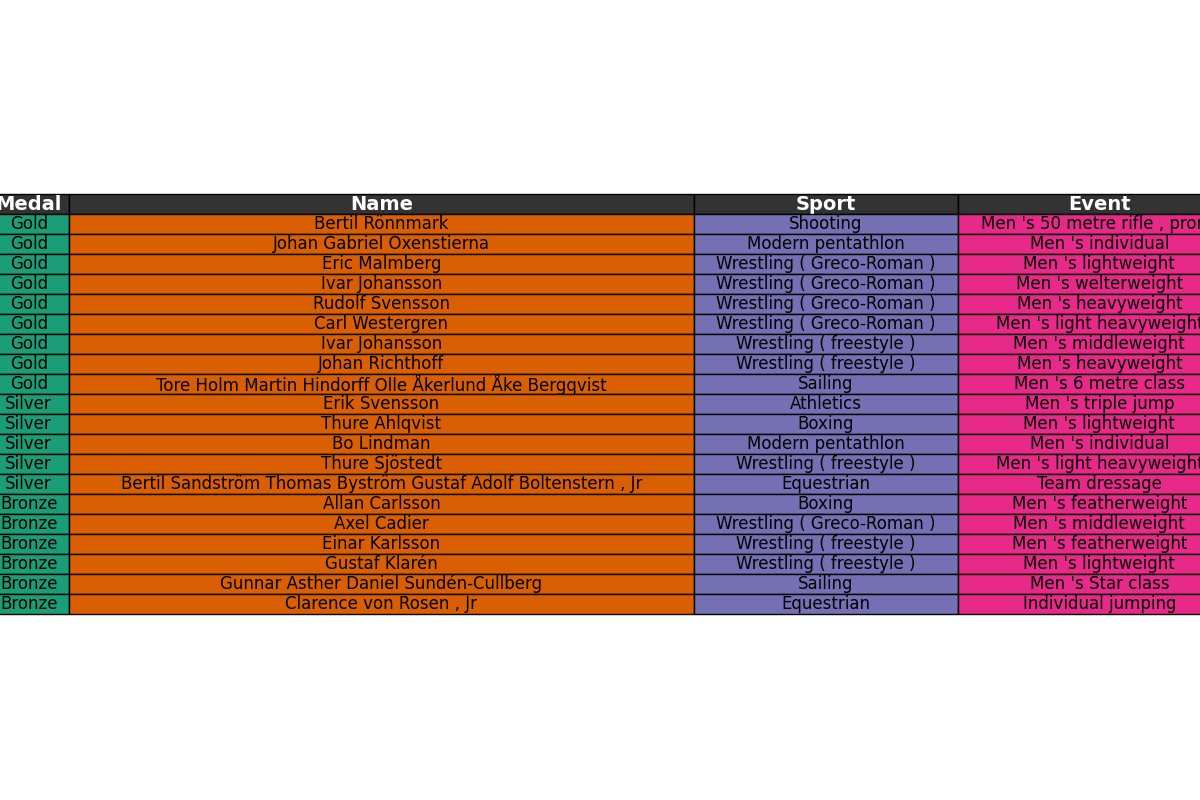 Medal Name Sport Event
Gold Bertil Rönnmark Shooting Men 's 50 metre rifle ,
Gold Johan Gabriel Oxenstierna Modern pentathlon Men 's individual
Gold Eric Malmberg Wrestling ( Greco-Roman ) Men 's lightweight
Gold Ivar Johansson Wrestling ( Greco-Roman ) Men 's welterweight
Gold Rudolf Svensson Wrestling ( Greco-Roman ) Men 's heavyweight
Gold Carl Westergren Wrestling ( Greco-Roman ) Men 's light heavyweight
Gold Ivar Johansson Wrestling ( freestyle ) Men 's middleweight
Gold Johan Richthoff Wrestling ( freestyle ) Men 's heavyweight
Gold Tore Holm Martin Hindorff Olle Åkerlund Åke Bergqvist Sailing Men 's 6 metre class
Silver Erik Svensson Athletics Men 's triple jump
Silver Thure Ahlqvist Boxing Men 's lightweight
Silver Bo Lindman Modern pentathlon Men 's individual
Silver Thure Sjöstedt Wrestling ( freestyle ) Men 's light heavyweight
Silver Bertil Sandström Thomas Byström Gustaf Adolf Boltenstern , Jr Equestrian Team dressage
Bronze Allan Carlsson Boxing Men 's featherweight
Bronze Axel Cadier Wrestling ( Greco-Roman ) Men 's middleweight
Bronze Einar Karlsson Wrestling ( freestyle ) Men 's featherweight
Bronze Gustaf Klarén Wrestling ( freestyle ) Men 's lightweight
Bronze Gunnar Asther Daniel Sundén-Cullberg Sailing Men 's Star class
Bronze Clarence von Rosen , Jr Equestrian Individual jumping